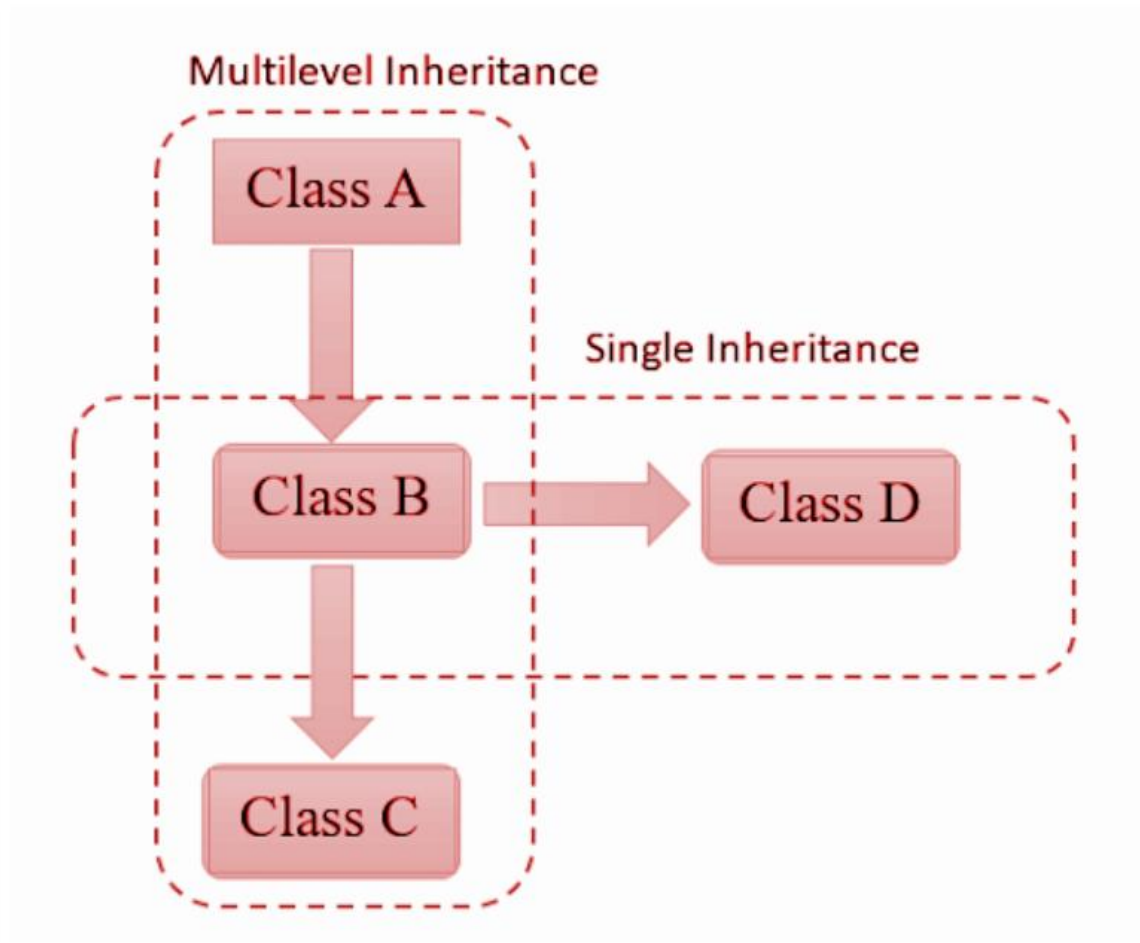 Multilevel Inheritance
Class A
Single Inheritance
Class B
Class D
Class C